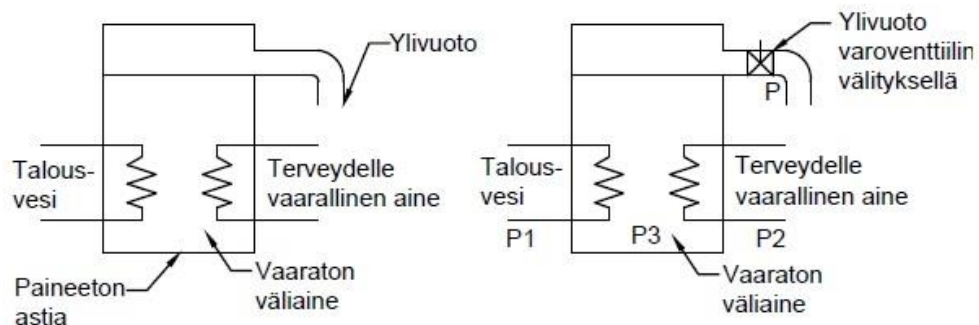 Ylivuoto
Talous-
vesi
Terveydelle
vaarallinen aine
Paineeton
astia
Vaaraton
väliaine
Ylivuoto
varoventtiilin
välityksellä
P
Talous-
vesi
Terveydelle
vaarallinen aine
P1
P3
P2
Vaaraton
väliaine